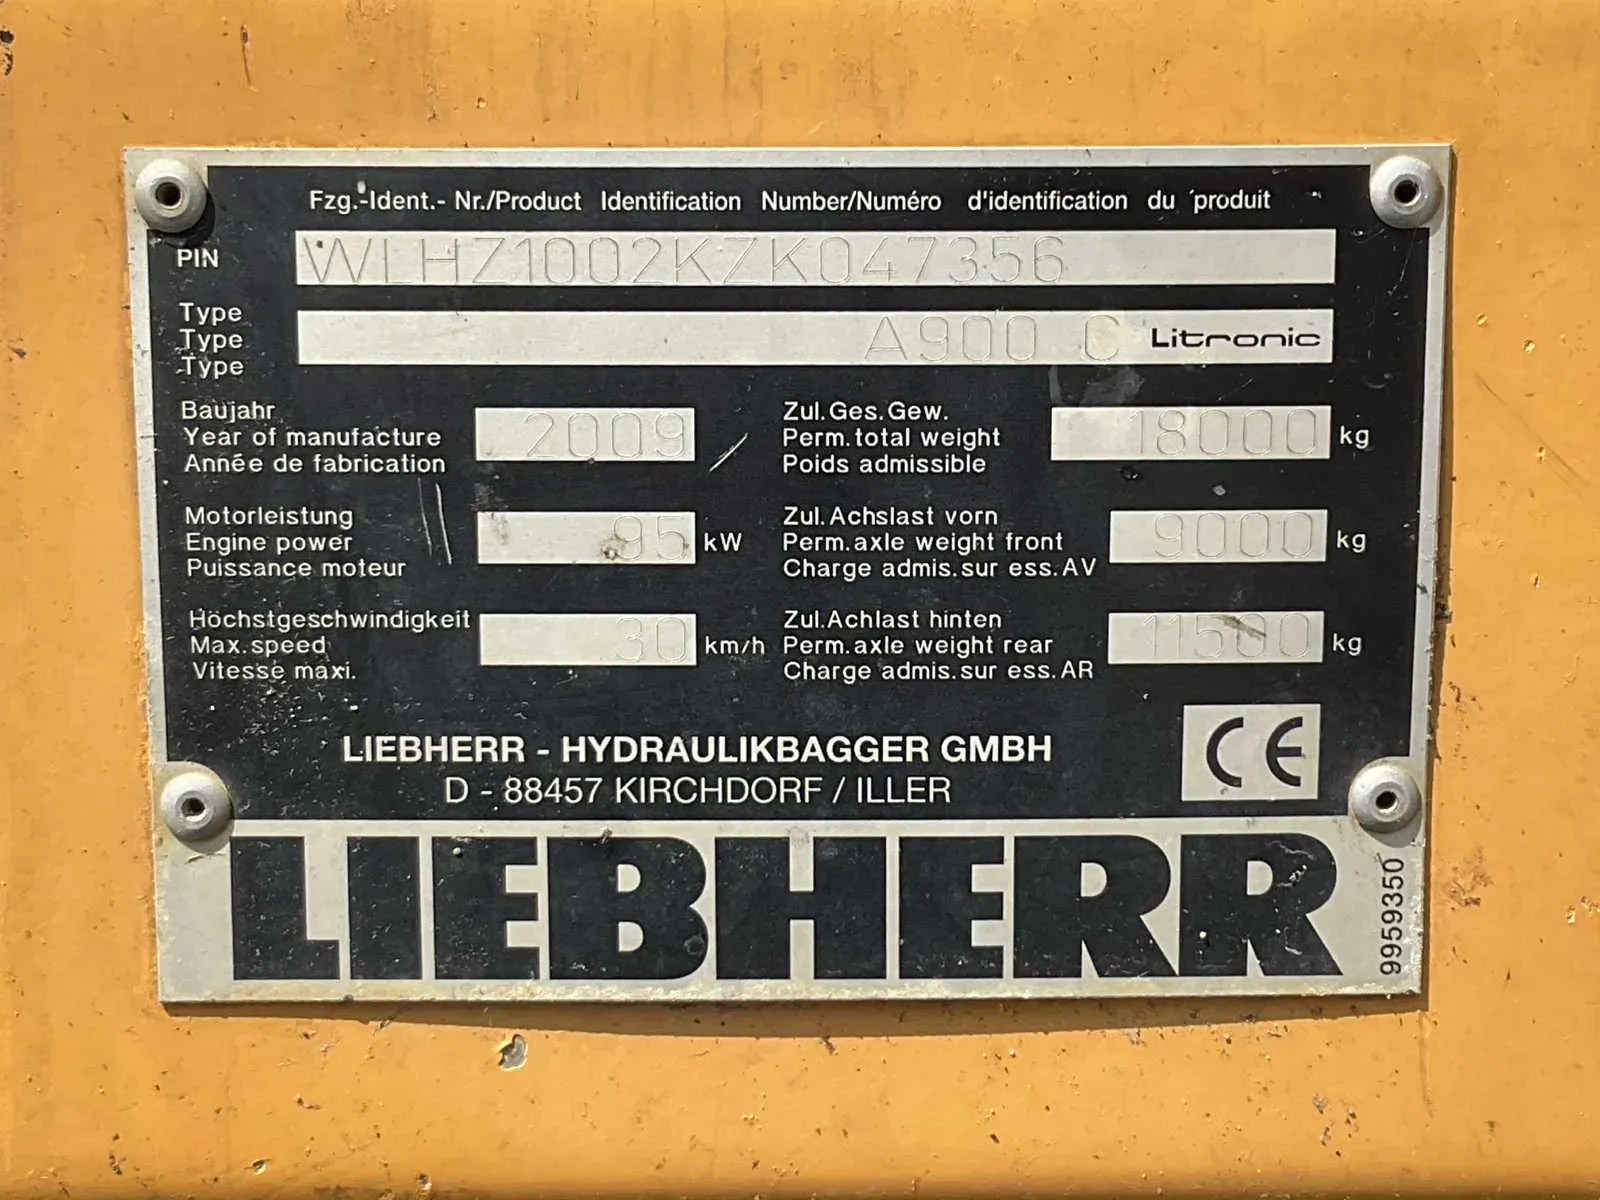 Fzg.-Ident.- Nr./Product Identification Number/Numéro d'identification du produit
PIN WLHZ1002KZK047356
Type
Type A900 C Litronic
Type
Baujahr
Year of manufacture 2009
Année de fabrication
Zul.Ges.Gew.
Perm.total weight 18000 kg
Poids admissible
Motorleistung
Engine power 95 kW
Puissance moteur
Zul.Achslast vorn
Perm.axle weight front 9000 kg
Charge admis.sur ess.AV
Höchstgeschwindigkeit
Max.speed 30 km/h
Vitesse maxi.
Zul.Achlast hinten
Perm.axle weight rear 11500 kg
Charge admis.sur ess.AR
LIEBHERR - HYDRAULIKBAGGER GMBH
D - 88457 KIRCHDORF / ILLER
CE
LIEBHERR
9959350